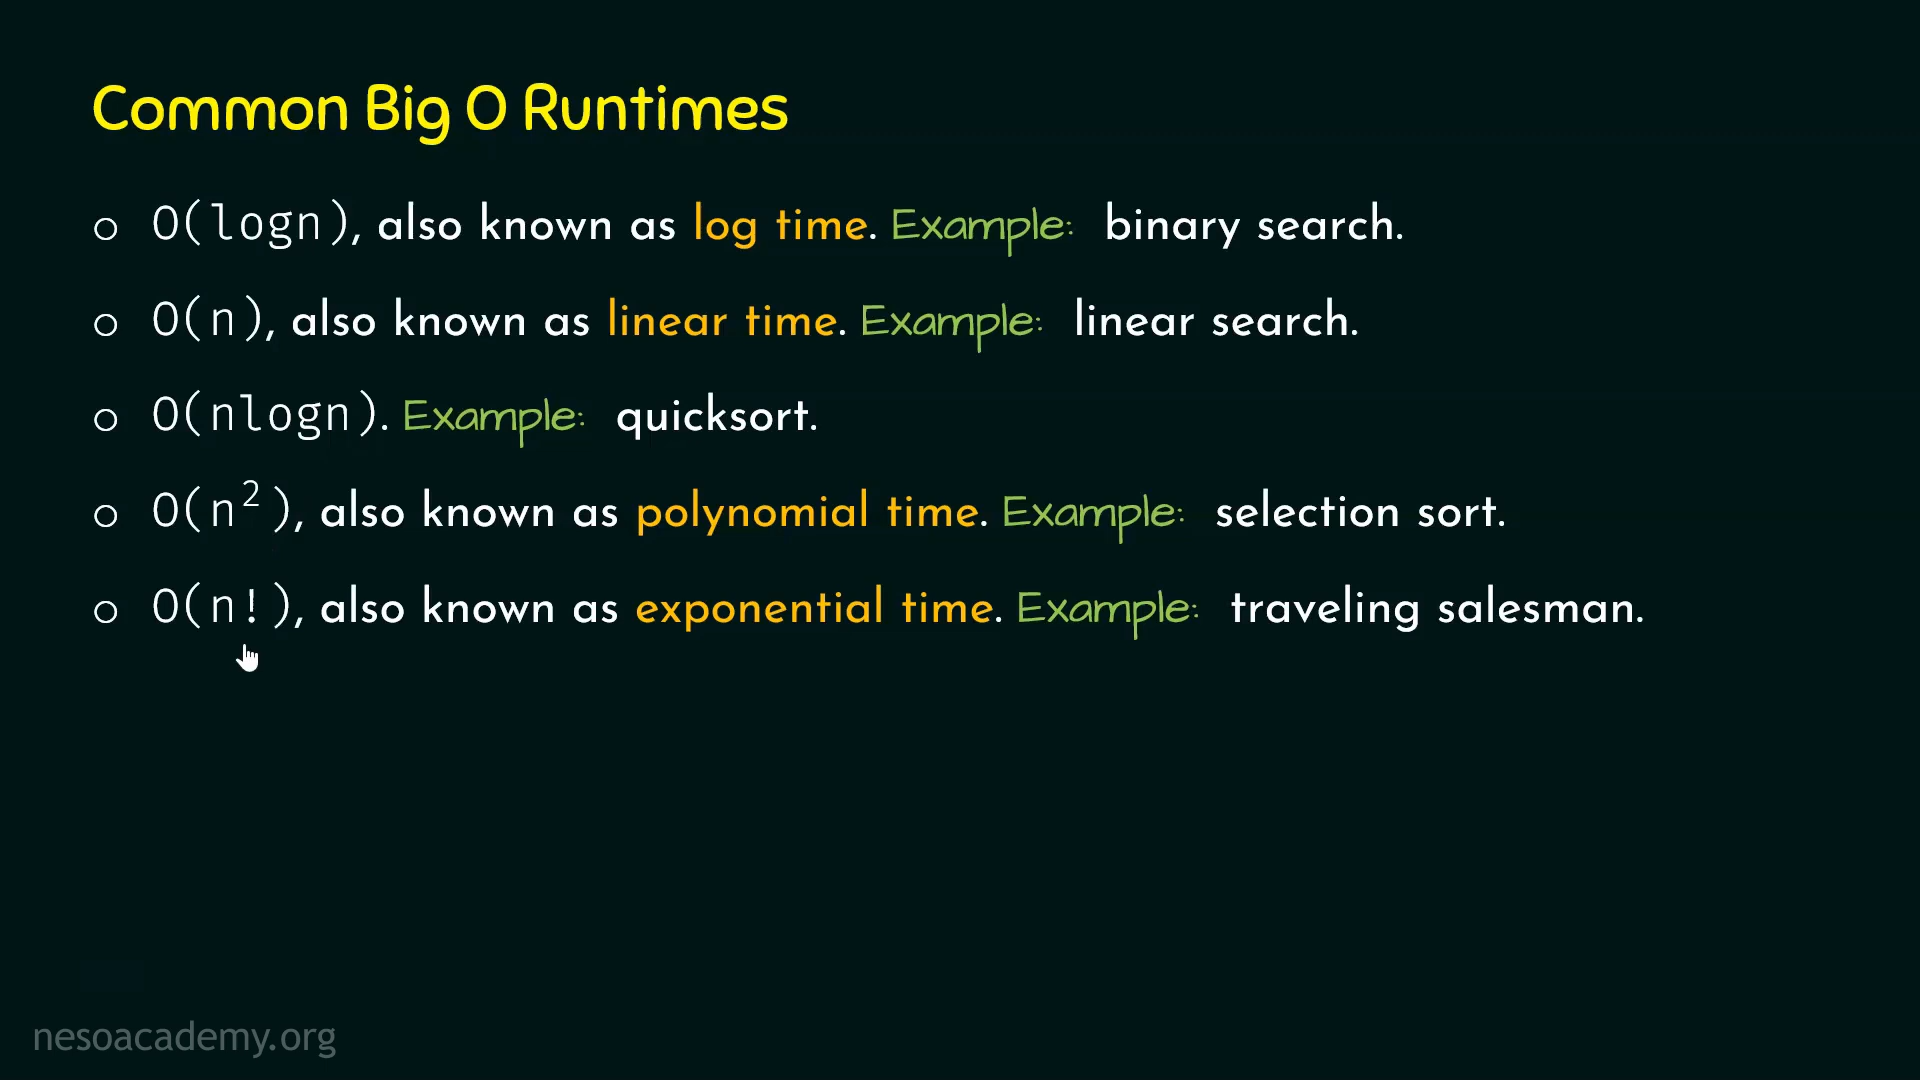 Common Big O Runtimes
○ O(logn), also known as log time. Example: binary search.
○ O(n), also known as linear time. Example: linear search.
○ O(nlogn). Example: quicksort.
○ O(n²), also known as polynomial time. Example: selection sort.
○ O(n!), also known as exponential time. Example: traveling salesman.
nesoacademy.org